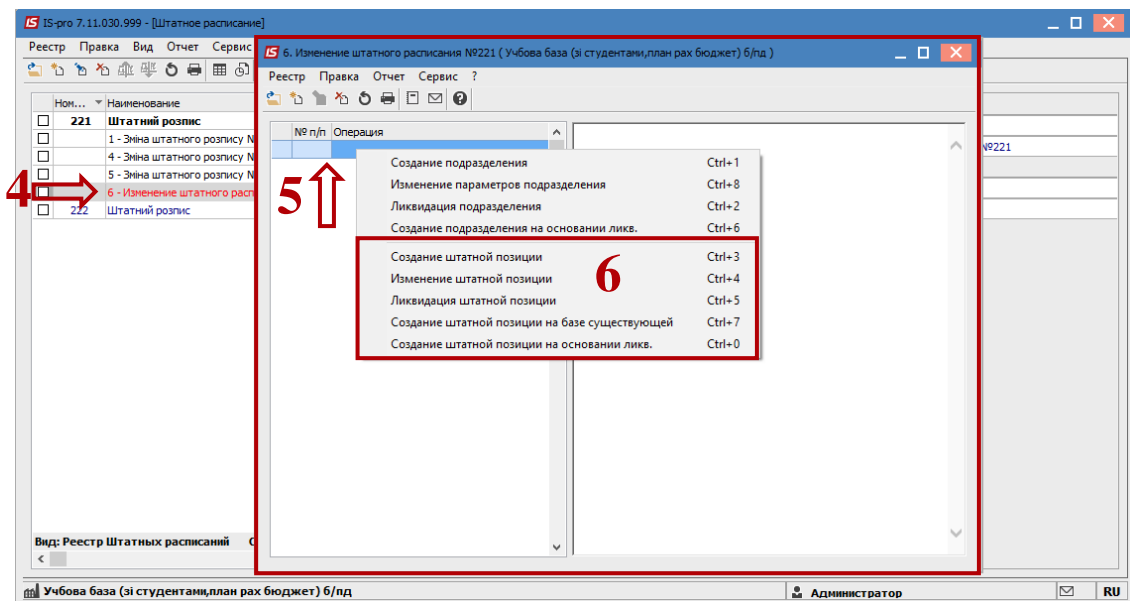 IS-pro 7.11.030.999 - [Штатное расписание]
Реестр Правка Вид Отчет Сервис
Ном... Наименование
221 Штатний розпис
1 - Зміна штатного розпису N
4 - Зміна штатного розпису N
5 - Зміна штатного розпису N
6 - Изменение штатного расп
222 Штатний розпис
№221
4
6. Изменение штатного расписания №221 ( Учбова база (зі студентами,план рах бюджет) б/пд )
Реестр Правка Отчет Сервис ?
№ п/п Операция
5
Создание подразделения Ctrl+1
Изменение параметров подразделения Ctrl+8
Ликвидация подразделения Ctrl+2
Создание подразделения на основании ликв. Ctrl+6
Создание штатной позиции Ctrl+3
Изменение штатной позиции Ctrl+4
Ликвидация штатной позиции Ctrl+5
Создание штатной позиции на базе существующей Ctrl+7
Создание штатной позиции на основании ликв. Ctrl+0
6
Вид: Реестр Штатных расписаний
Учбова база (зі студентами,план рах бюджет) б/пд Администратор RU